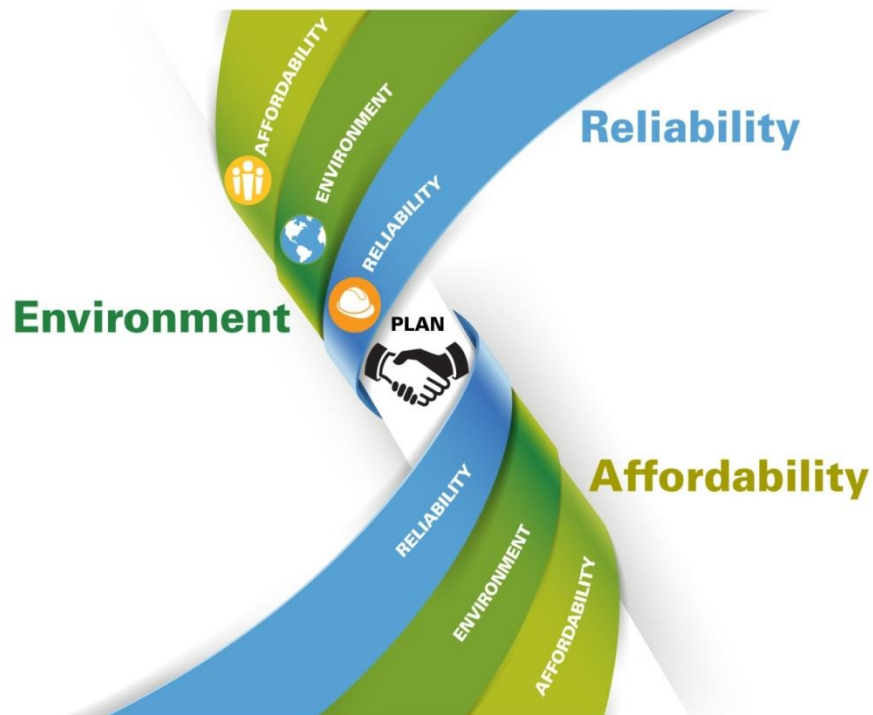 AFFORDABILITY
ENVIRONMENT
Reliability
RELIABILITY
Environment
PLAN
Affordability
RELIABILITY
ENVIRONMENT
AFFORDABILITY